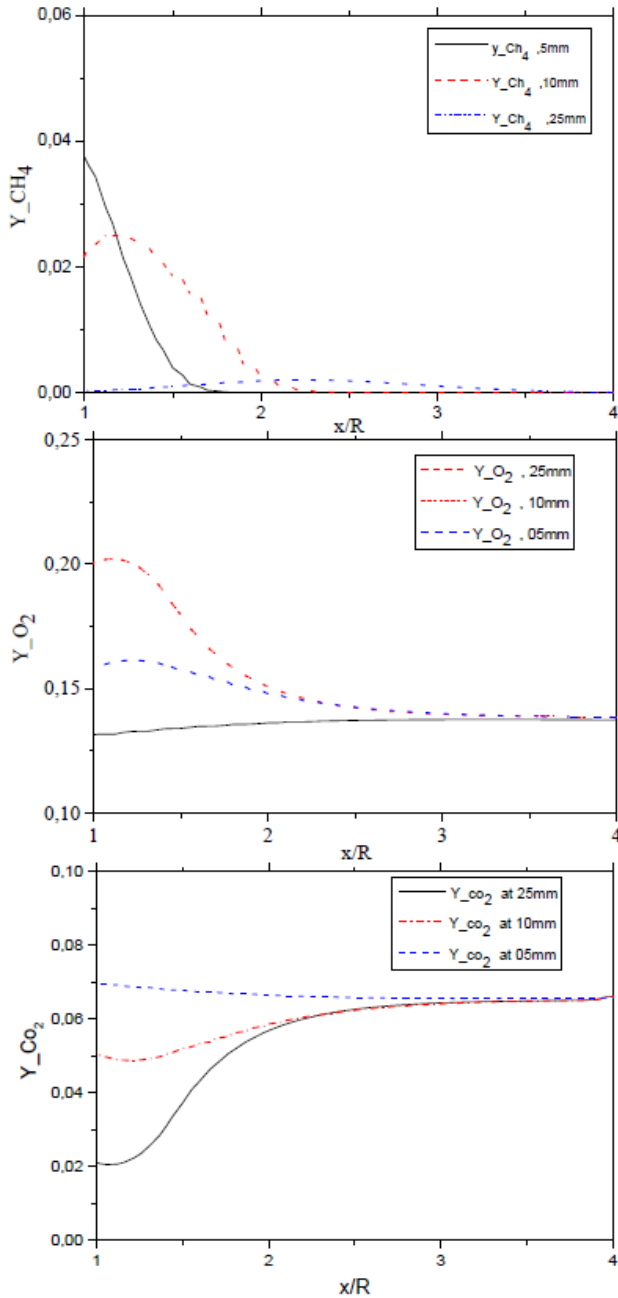 0,06
0,04
0,02
0,00
Y_CH4
y_Ch4 ,5mm
Y_Ch4 ,10mm
Y_Ch4 ,25mm
1 2 3 4
x/R
0,25
0,20
0,15
0,10
Y_O2
Y_O2 , 25mm
Y_O2 , 10mm
Y_O2 , 05mm
1 2 3 4
x/R
0,10
0,08
0,06
0,04
0,02
0,00
Y_Co2
Y_co2 at 25mm
Y_co2 at 10mm
Y_co2 at 05mm
1 2 3 4
x/R